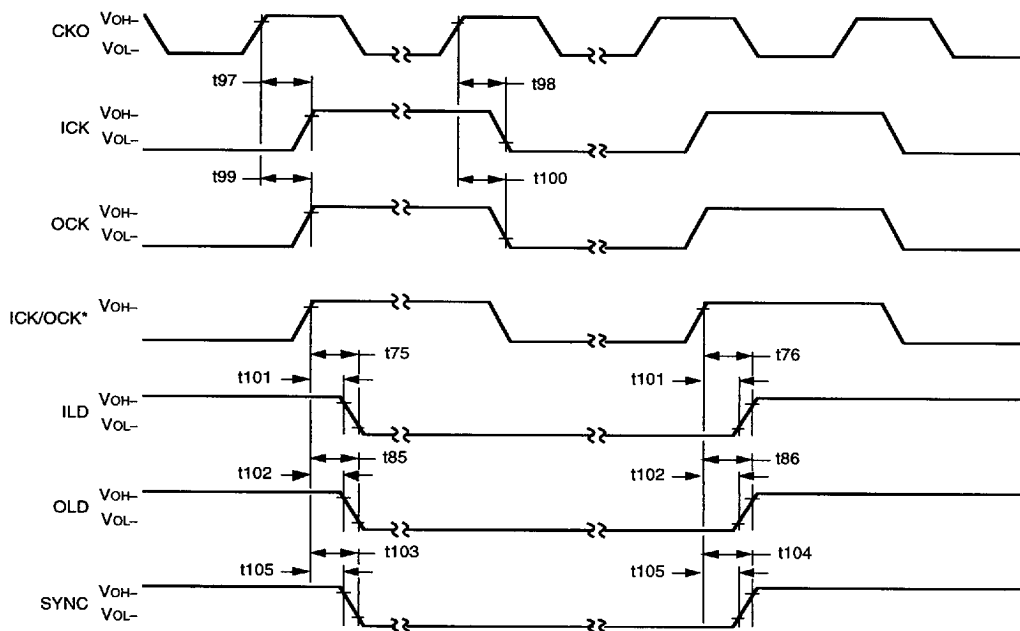 CKO
VOH–
VOL–
t97
t98
ICK
VOH–
VOL–
t99
t100
OCK
VOH–
VOL–
ICK/OCK*
VOH–
t75
t76
t101
t101
ILD
VOH–
VOL–
t85
t86
t102
t102
OLD
VOH–
VOL–
t103
t104
t105
t105
SYNC
VOH–
VOL–